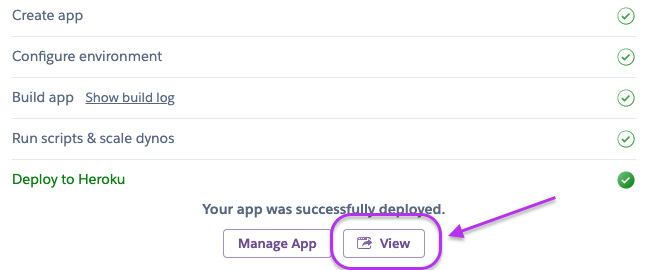 Create app
Configure environment
Build app Show build log
Run scripts & scale dynos
Deploy to Heroku
Your app was successfully deployed.
Manage App View